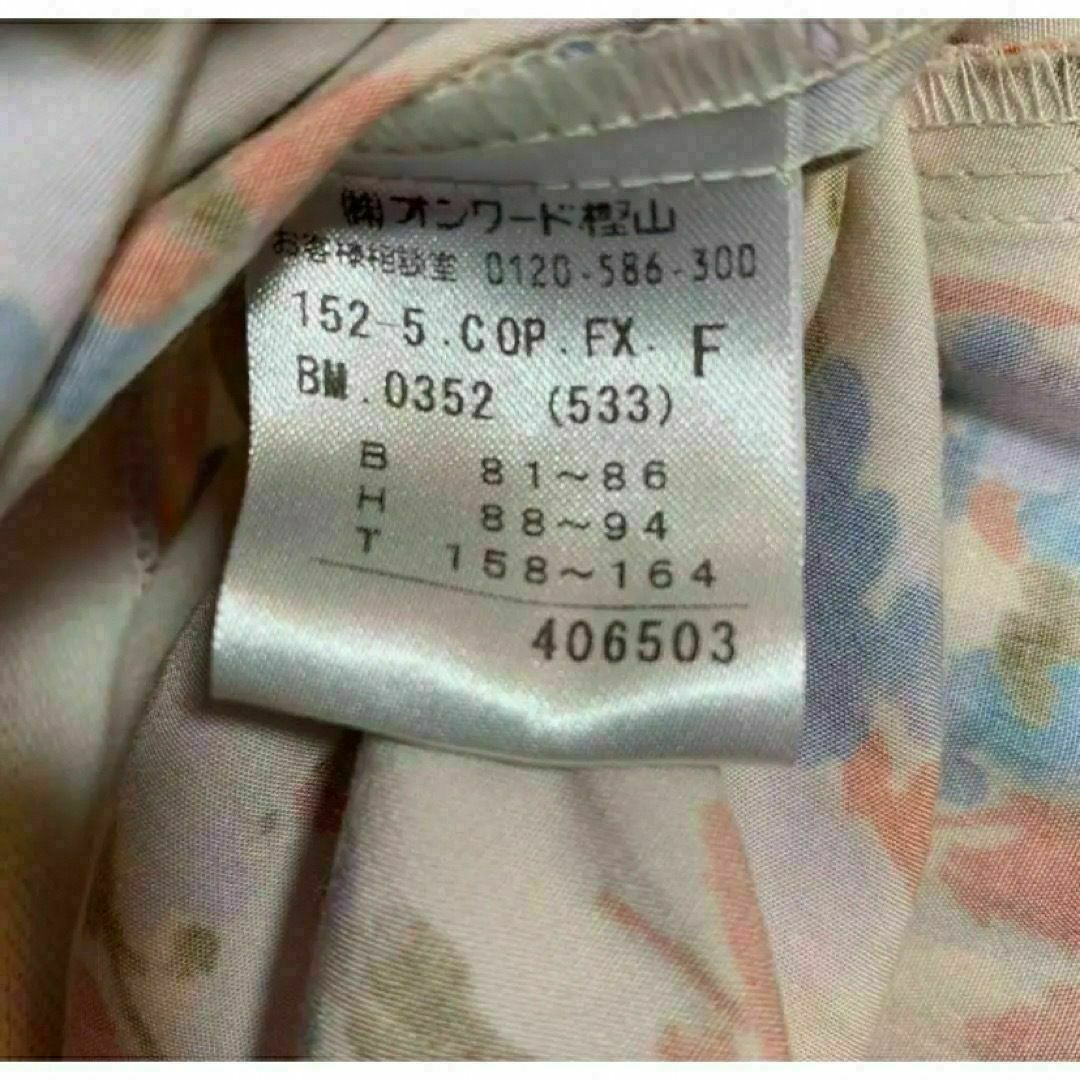 ㈱オンワード樫山
お客様相談室 0120-586-300
152-5.COP.FX. F
BM.0352 (533)
B 81~86
H 88~94
T 158~164
406503